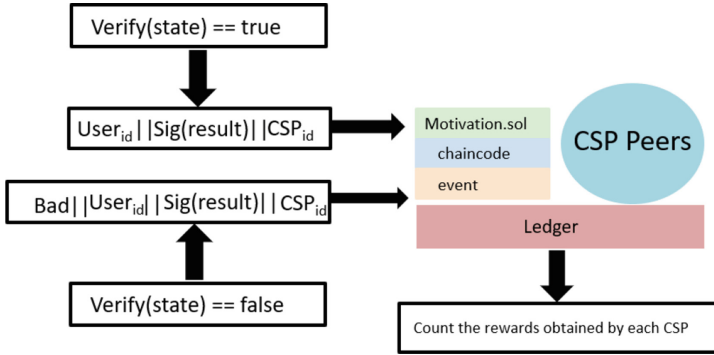 Verify(state) == true
User_id||Sig(result)||CSP_id
Bad||User_id||Sig(result)||CSP_id
Verify(state) == false
Motivation.sol
chaincode
event
CSP Peers
Ledger
Count the rewards obtained by each CSP